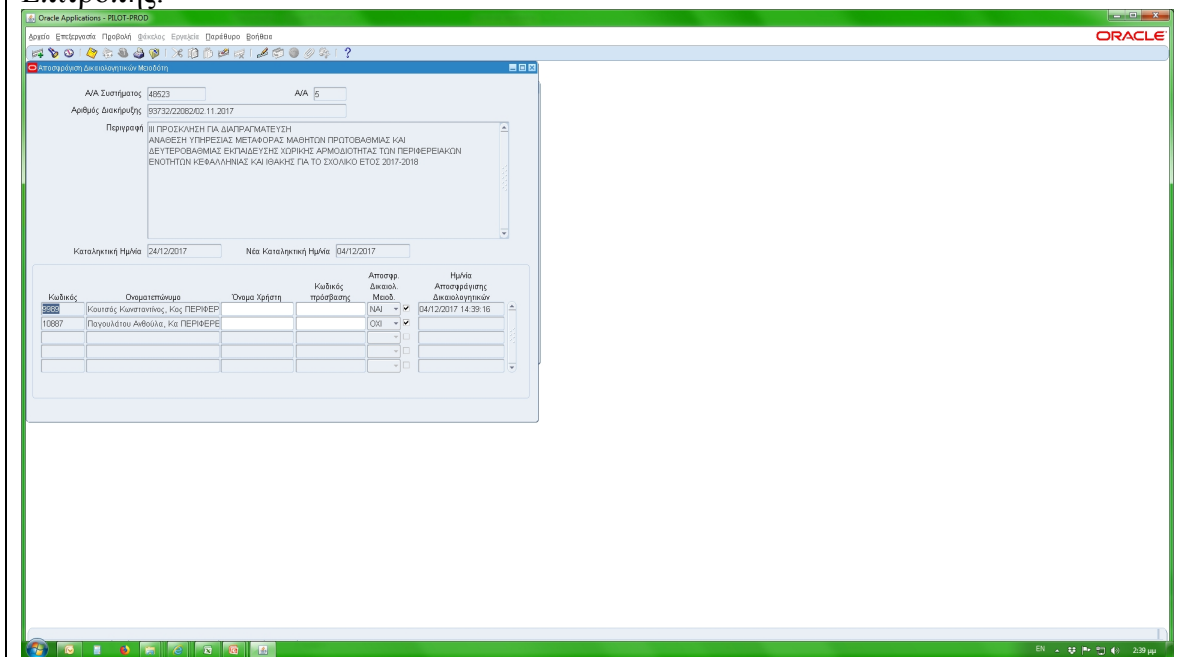 Επιτροπής.
Oracle Applications - PILOT-PROD
Αρχείο Επεξεργασία Προβολή Φάκελος Εργαλεία Παράθυρο Βοήθεια
ORACLE
Αποσφράγιση Δικαιολογητικών Μειοδότη
Α/Α Συστήματος 48523 Α/Α 5
Αριθμός Διακήρυξης 93732/22082/02.11.2017
Περιγραφή ΙΙΙ ΠΡΟΣΚΛΗΣΗ ΓΙΑ ΔΙΑΠΡΑΓΜΑΤΕΥΣΗ
ΑΝΑΘΕΣΗ ΥΠΗΡΕΣΙΑΣ ΜΕΤΑΦΟΡΑΣ ΜΑΘΗΤΩΝ ΠΡΩΤΟΒΑΘΜΙΑΣ ΚΑΙ
ΔΕΥΤΕΡΟΒΑΘΜΙΑΣ ΕΚΠΑΙΔΕΥΣΗΣ ΧΩΡΙΚΗΣ ΑΡΜΟΔΙΟΤΗΤΑΣ ΤΩΝ ΠΕΡΙΦΕΡΕΙΑΚΩΝ
ΕΝΟΤΗΤΩΝ ΚΕΦΑΛΛΗΝΙΑΣ ΚΑΙ ΙΘΑΚΗΣ ΓΙΑ ΤΟ ΣΧΟΛΙΚΟ ΕΤΟΣ 2017-2018
Καταληκτική Ημ/νία 24/12/2017 Νέα Καταληκτική Ημ/νία 04/12/2017
Αποσφρ. Ημ/νία
Κωδικός Δικαιολ. Αποσφράγισης
Κωδικός Ονοματεπώνυμο Όνομα Χρήστη πρόσβασης Μειοδ. Δικαιολογητικών
Κουτσός Κωνσταντίνος, Κος ΠΕΡΙΦΕΡ ΝΑΙ 04/12/2017 14:39:16
10887 Παγουλάτου Ανθούλα, Κα ΠΕΡΙΦΕΡΕ ΟΧΙ
EN 2:39 μμ